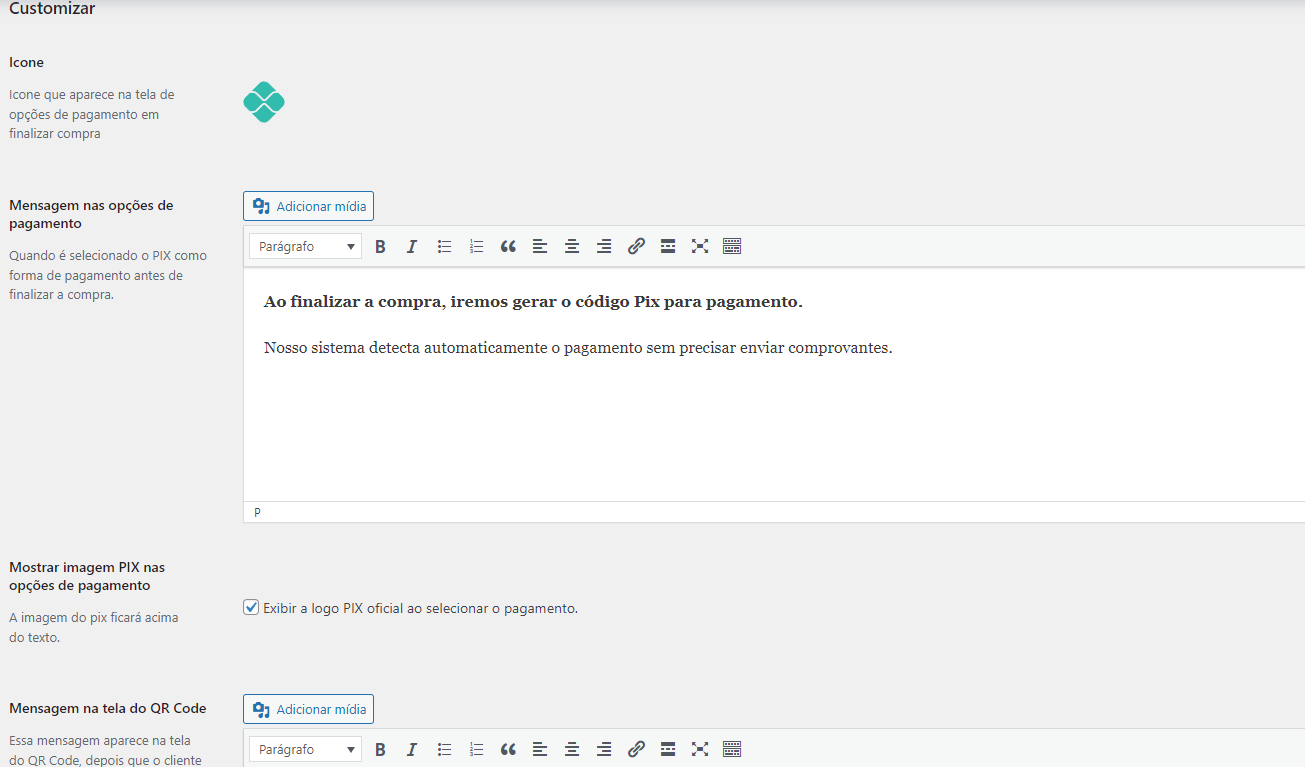 Customizar
Icone
Icone que aparece na tela de
opções de pagamento em
finalizar compra
Mensagem nas opções de
pagamento
Quando é selecionado o PIX como
forma de pagamento antes de
finalizar a compra.
Adicionar mídia
Parágrafo
Ao finalizar a compra, iremos gerar o código Pix para pagamento.
Nosso sistema detecta automaticamente o pagamento sem precisar enviar comprovantes.
P
Mostrar imagem PIX nas
opções de pagamento
A imagem do pix ficará acima
do texto.
Exibir a logo PIX oficial ao selecionar o pagamento.
Mensagem na tela do QR Code
Essa mensagem aparece na tela
do QR Code, depois que o cliente
Adicionar mídia
Parágrafo